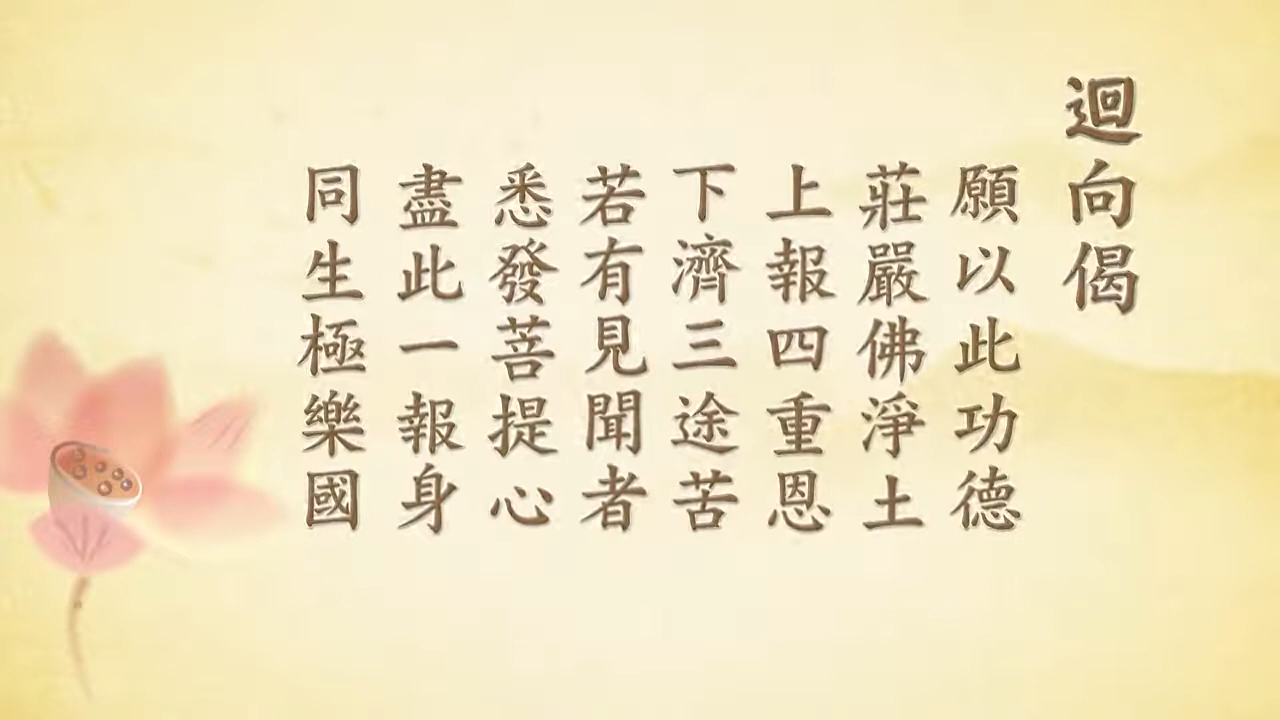 迴向偈
願以此功德
莊嚴佛淨土
上報四重恩
下濟三途苦
若有見聞者
悉發菩提心
盡此一報身
同生極樂國